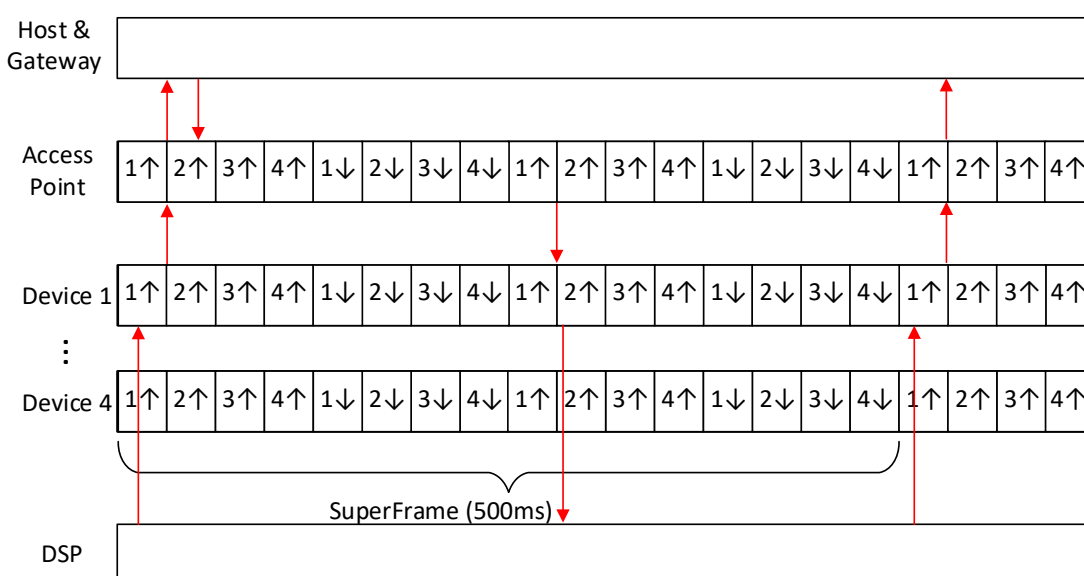 Host &
Gateway
Access
Point
1↑ 2↑ 3↑ 4↑ 1↓ 2↓ 3↓ 4↓ 1↑ 2↑ 3↑ 4↑ 1↓ 2↓ 3↓ 4↓ 1↑ 2↑ 3↑ 4↑
Device 1
1↑ 2↑ 3↑ 4↑ 1↓ 2↓ 3↓ 4↓ 1↑ 2↑ 3↑ 4↑ 1↓ 2↓ 3↓ 4↓ 1↑ 2↑ 3↑ 4↑
⋮
Device 4
1↑ 2↑ 3↑ 4↑ 1↓ 2↓ 3↓ 4↓ 1↑ 2↑ 3↑ 4↑ 1↓ 2↓ 3↓ 4↓ 1↑ 2↑ 3↑ 4↑
SuperFrame (500ms)
DSP